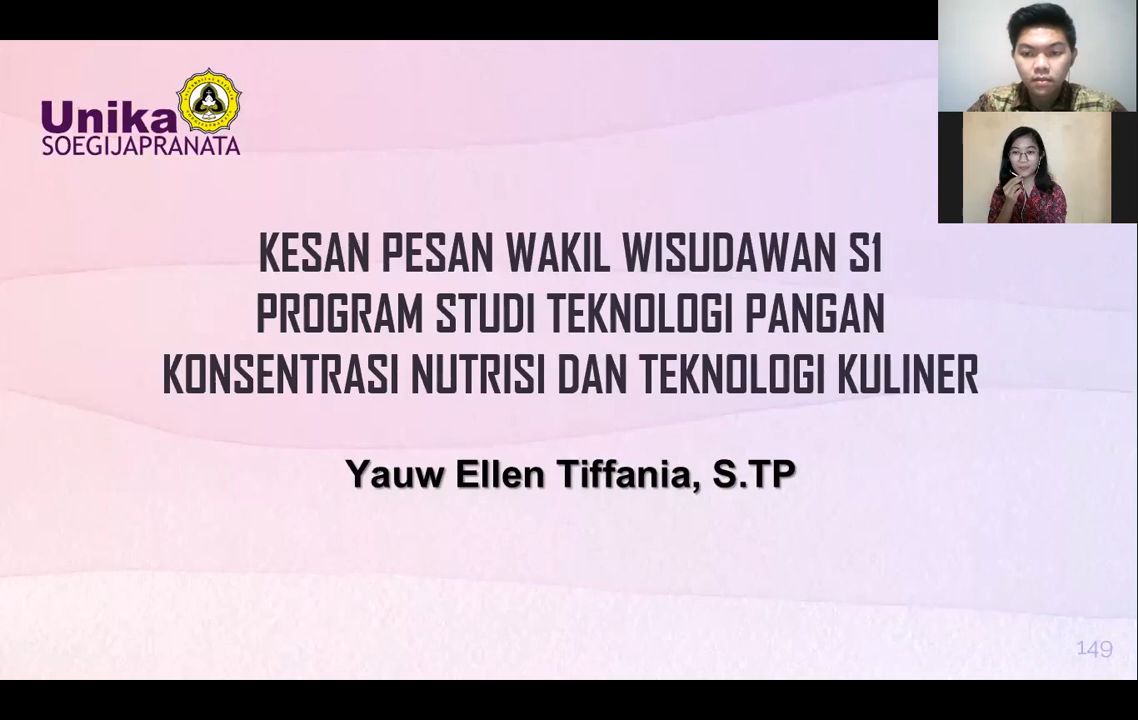 Unika
SOEGIJAPRANATA
KESAN PESAN WAKIL WISUDAWAN S1
PROGRAM STUDI TEKNOLOGI PANGAN
KONSENTRASI NUTRISI DAN TEKNOLOGI KULINER
Yauw Ellen Tiffania, S.TP
149